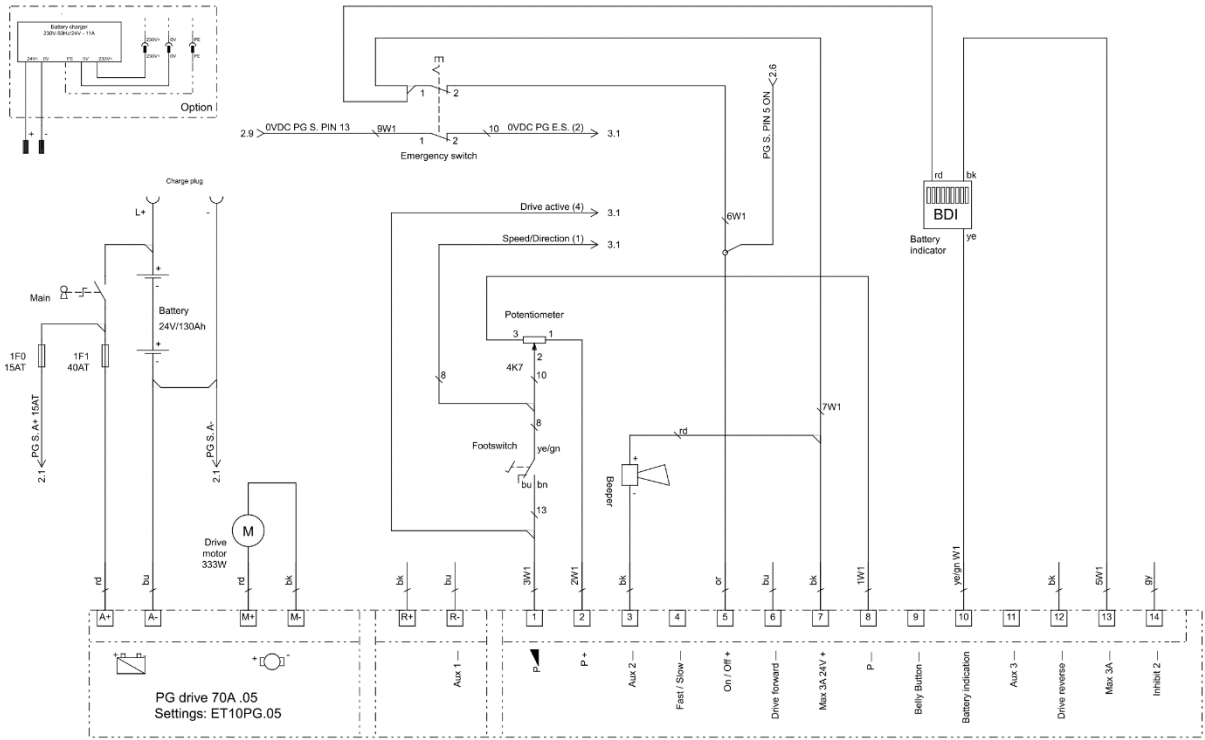 Battery charger
230V-50Hz/24V - 11A
24V+ 0V PE 0V 230V+
230V+ 0V PE
230V+ 0V PE
Option
+ -
E
1 2
2.9 0VDC PG S. PIN 13 9W1 1 2 10 0VDC PG E.S. (2) 3.1
Emergency switch
PG S. PIN 5 ON 2.6
Charge plug
L+ -
Drive active (4) 3.1
Speed/Direction (1) 3.1
6W1
rd bk
BDI
ye
Battery
indicator
Main
+
-
Battery
24V/130Ah
+
-
1F0
15AT
1F1
40AT
PG S. A+ 15AT
2.1
PG S. A-
2.1
Potentiometer
3 1
2
4K7
10
8
8
7W1
Footswitch
ye/gn
bu bn
13
rd
+
-
Beeper
M
Drive
motor
333W
rd bu rd bk bk bu 3W1 2W1 bk or bu bk 1W1 ye/gn W1 bk 5W1 gy
A+ A- M+ M- R+ R- 1 2 3 4 5 6 7 8 9 10 11 12 13 14
+ -
+ -
PG drive 70A .05
Settings: ET10PG.05
Aux 1 —
P
P +
Aux 2 —
Fast / Slow —
On / Off +
Drive forward —
Max 3A 24V +
P —
Belly Button —
Battery indication
Aux 3 —
Drive reverse —
Max 3A—
Inhibit 2 —